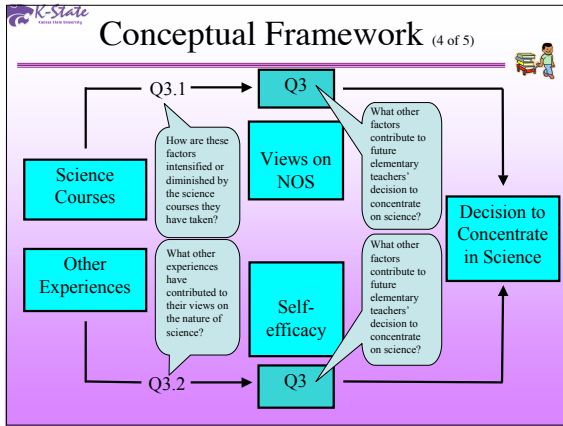 K-State
Kansas State University
Conceptual Framework (4 of 5)
Q3.1
Q3
How are these
factors
intensified or
diminished by
the science
courses they
have taken?
What other
factors
contribute to
future
elementary
teachers'
decision to
concentrate
on science?
Views on
NOS
Science
Courses
Decision to
Concentrate
in Science
Other
Experiences
What other
experiences
have
contributed to
their views on
the nature of
science?
Self-
efficacy
What other
factors
contribute to
future
elementary
teachers'
decision to
concentrate
on science?
Q3.2
Q3